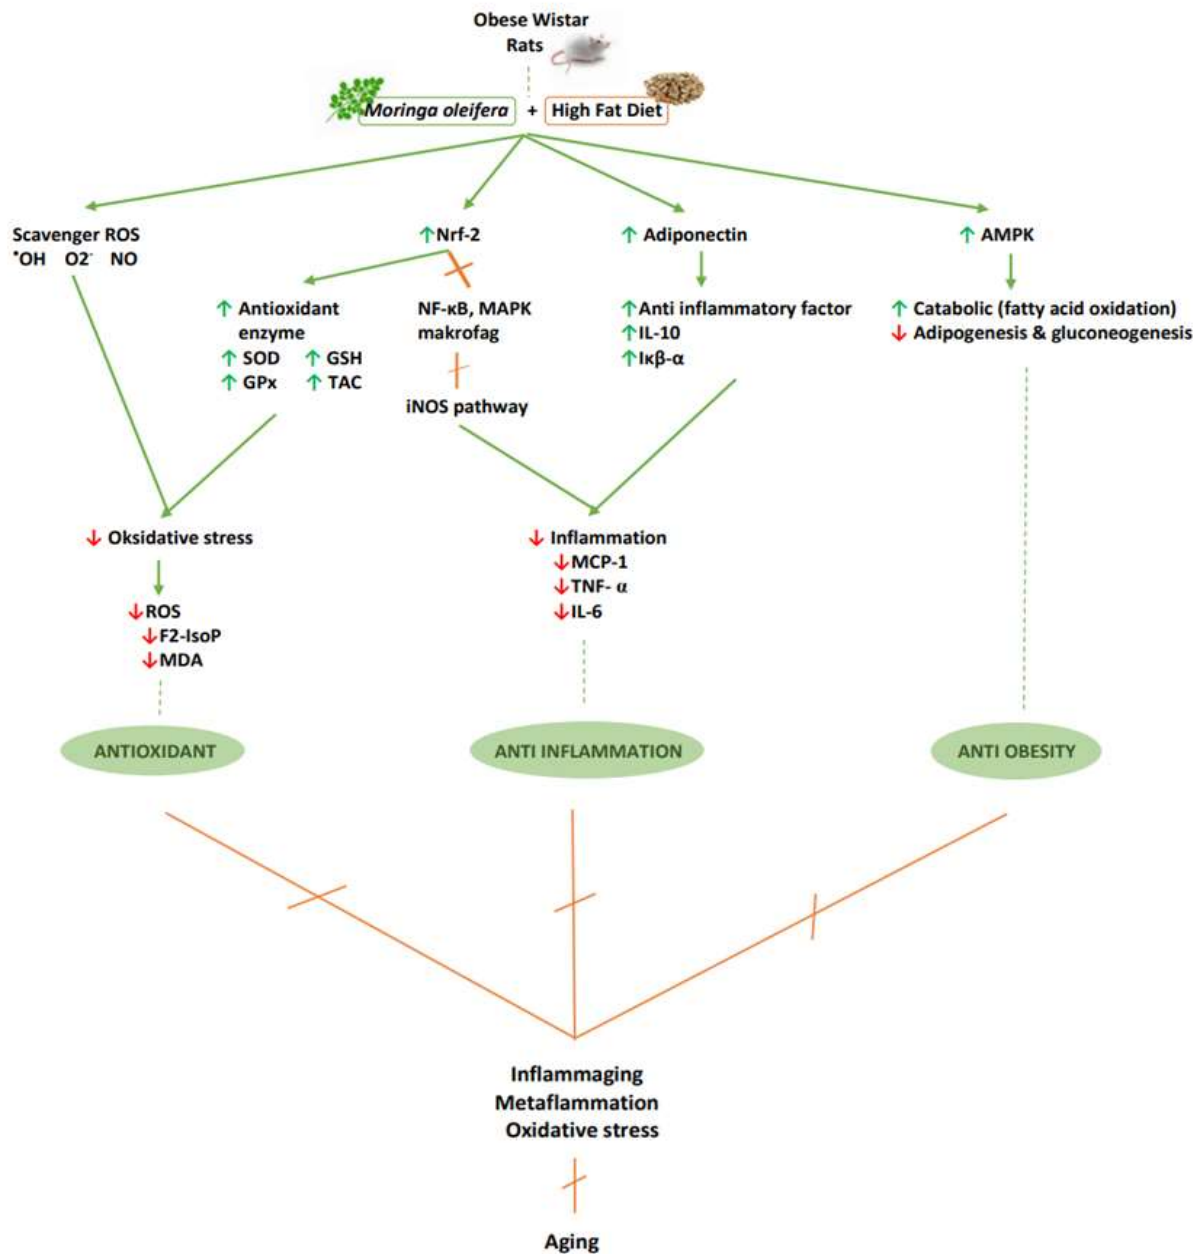 Obese Wistar
Rats
Moringa oleifera + High Fat Diet
Scavenger ROS
•OH O2˙ NO
↑Nrf-2
↑ Adiponectin
↑ AMPK
↑ Antioxidant
enzyme
↑ SOD ↑ GSH
↑ GPx ↑ TAC
NF-κB, MAPK
makrofag
iNOS pathway
↑Anti inflammatory factor
↑IL-10
↑Iκβ-α
↑ Catabolic (fatty acid oxidation)
↓ Adipogenesis & gluconeogenesis
↓ Oksidative stress
↓ROS
↓F2-IsoP
↓MDA
↓ Inflammation
↓MCP-1
↓TNF- α
↓IL-6
ANTIOXIDANT
ANTI INFLAMMATION
ANTI OBESITY
Inflammaging
Metaflammation
Oxidative stress
Aging